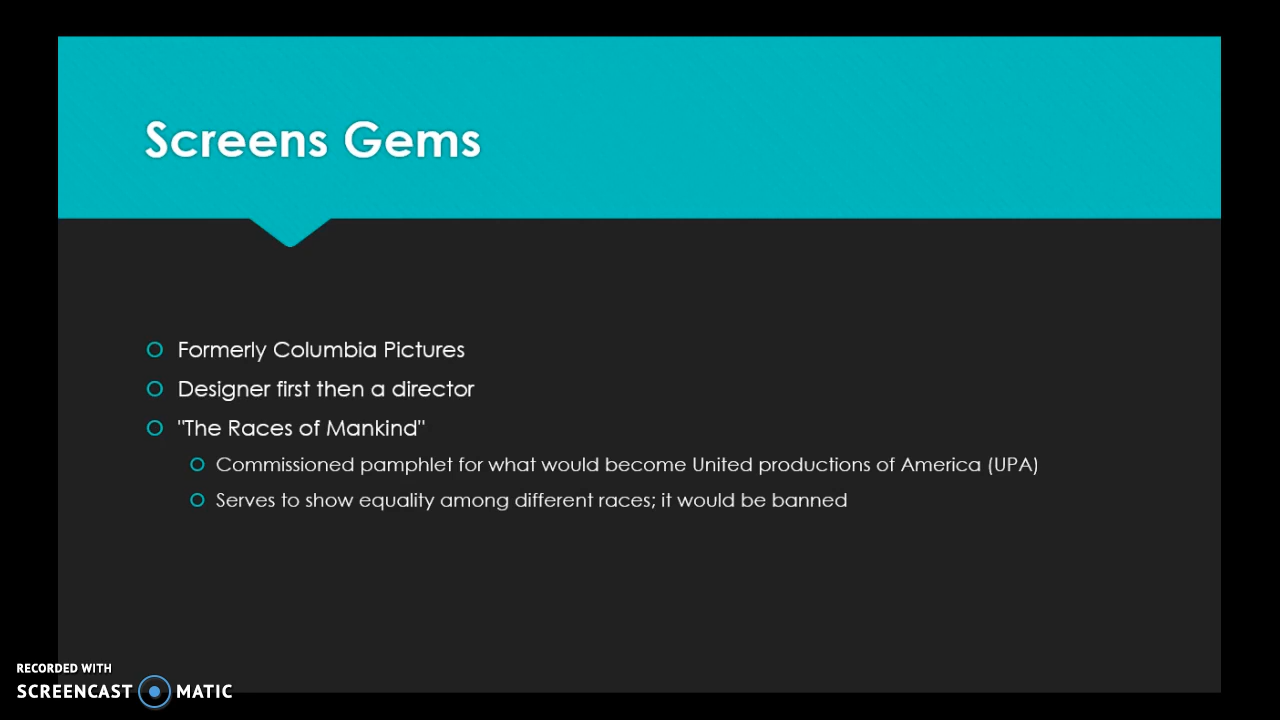 Screens Gems
Formerly Columbia Pictures
Designer first then a director
"The Races of Mankind"
Commissioned pamphlet for what would become United productions of America (UPA)
Serves to show equality among different races; it would be banned
RECORDED WITH
SCREENCAST MATIC